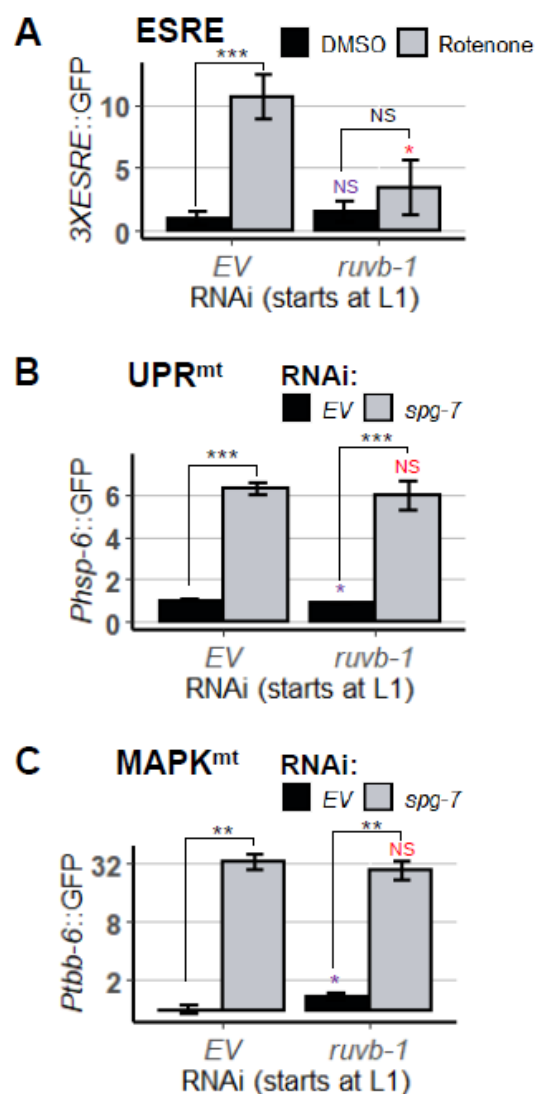 A ESRE
DMSO Rotenone
***
NS
NS *
10
5
0
3XESRE::GFP
EV ruvb-1
RNAi (starts at L1)
B UPRmt RNAi:
EV spg-7
*** ***
NS
*
6
4
2
0
Phsp-6::GFP
EV ruvb-1
RNAi (starts at L1)
C MAPKmt RNAi:
EV spg-7
** **
NS
*
32
8
2
Ptbb-6::GFP
EV ruvb-1
RNAi (starts at L1)